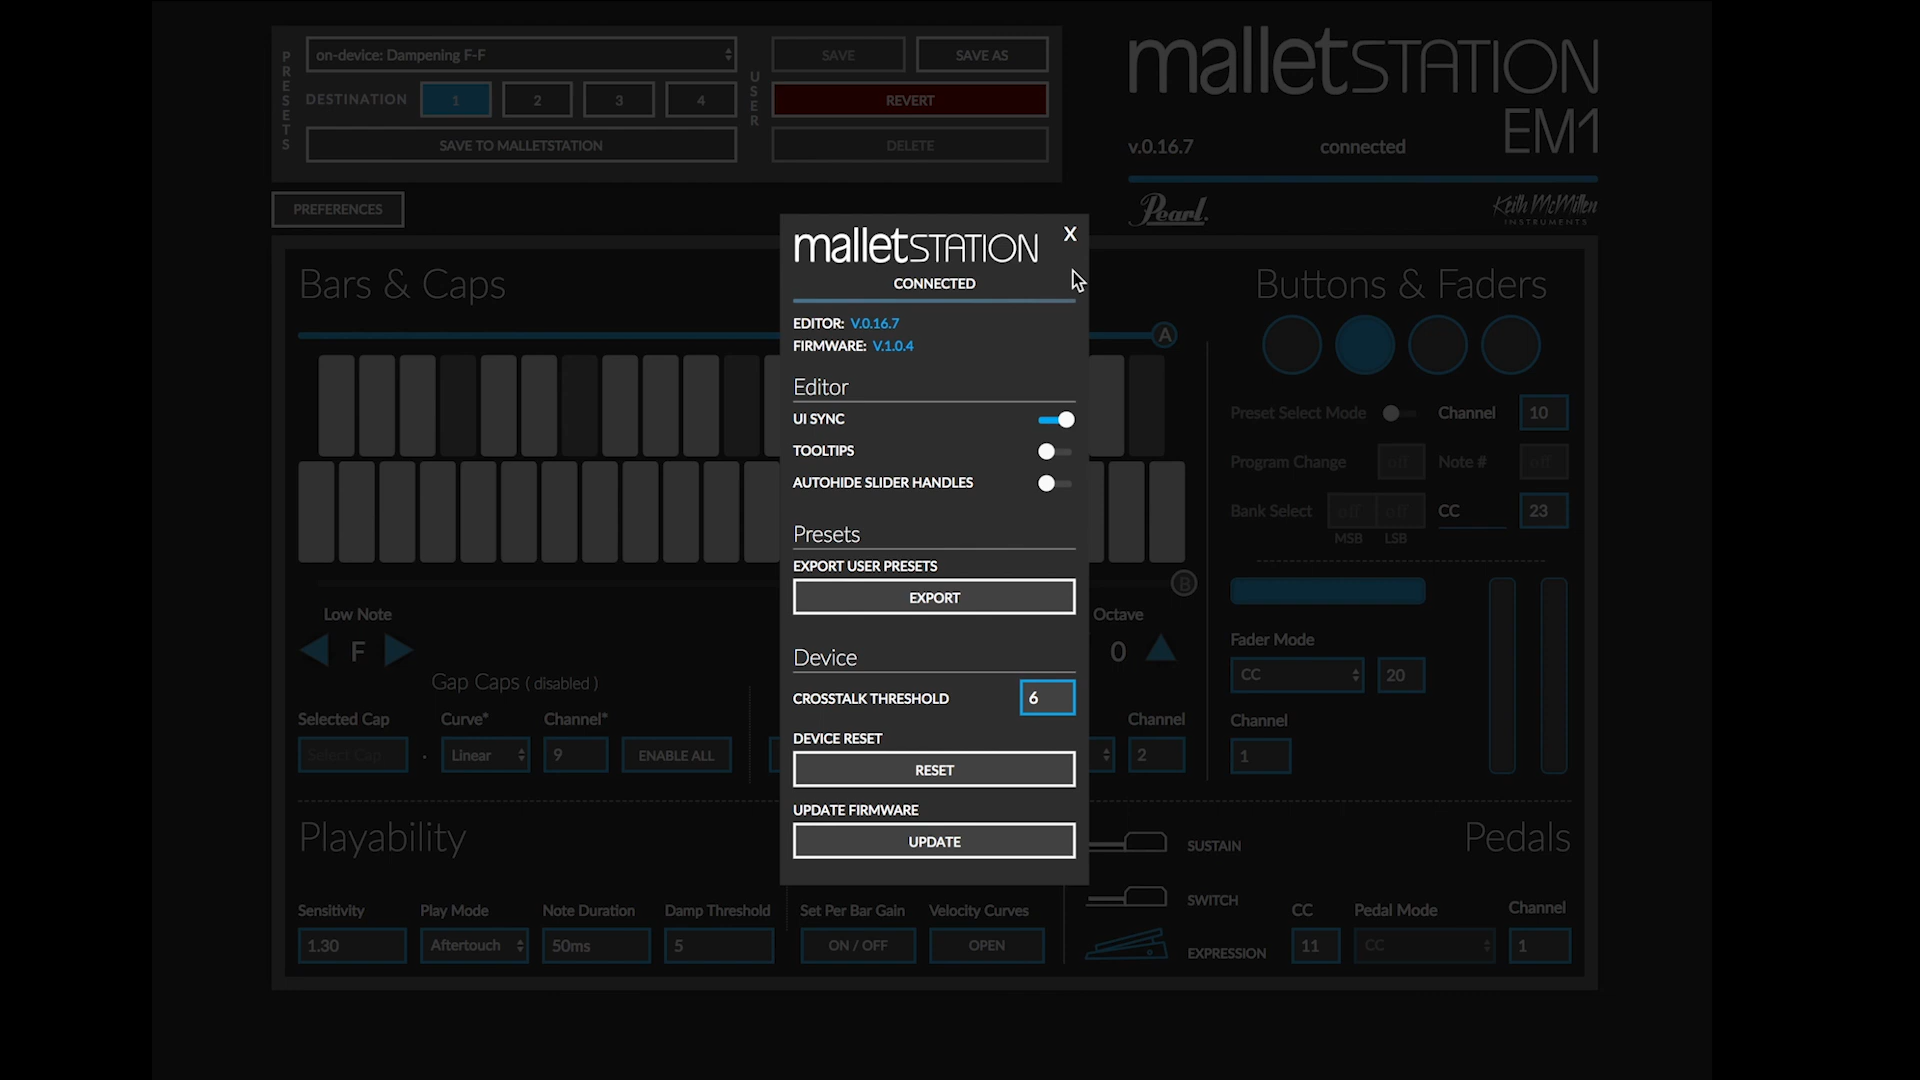 PRESETS
on-device: Dampening F-F
DESTINATION 1 2 3 4
SAVE TO MALLETSTATION
USER
SAVE SAVE AS
REVERT
DELETE
malletSTATION
EM1
v.0.16.7 connected
Pearl.
Keith McMillen
INSTRUMENTS
PREFERENCES
malletSTATION X
CONNECTED
EDITOR: V.0.16.7
FIRMWARE: V.1.0.4
Editor
UI SYNC
TOOLTIPS
AUTOHIDE SLIDER HANDLES
Presets
EXPORT USER PRESETS
EXPORT
Device
CROSSTALK THRESHOLD 6
DEVICE RESET
RESET
UPDATE FIRMWARE
UPDATE
Bars & Caps
A
B
Low Note
F
Octave
0
Gap Caps ( disabled )
Selected Cap Curve* Channel*
Select Cap Linear 9 ENABLE ALL
Channel
2
Buttons & Faders
Preset Select Mode Channel 10
Program Change off Note # off
Bank Select off off CC 23
MSB LSB
Fader Mode
CC 20
Channel
1
Playability
Sensitivity Play Mode Note Duration Damp Threshold Set Per Bar Gain Velocity Curves
1.30 Aftertouch 50ms 5 ON / OFF OPEN
Pedals
SUSTAIN
SWITCH
EXPRESSION
CC Pedal Mode Channel
11 CC 1